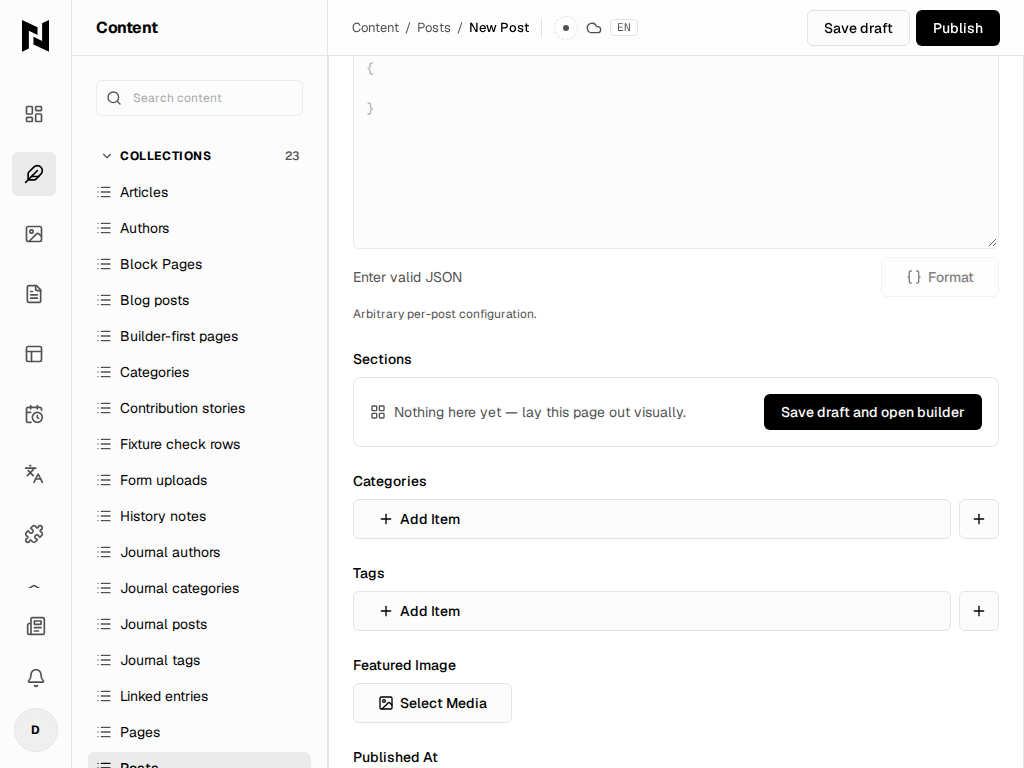 Content
Content / Posts / New Post
EN
Save draft
Publish
Search content
COLLECTIONS 23
Articles
Authors
Block Pages
Blog posts
Builder-first pages
Categories
Contribution stories
Fixture check rows
Form uploads
History notes
Journal authors
Journal categories
Journal posts
Journal tags
Linked entries
Pages
Posts
D
{
}
Enter valid JSON
Format
Arbitrary per-post configuration.
Sections
Nothing here yet — lay this page out visually.
Save draft and open builder
Categories
Add Item
Tags
Add Item
Featured Image
Select Media
Published At